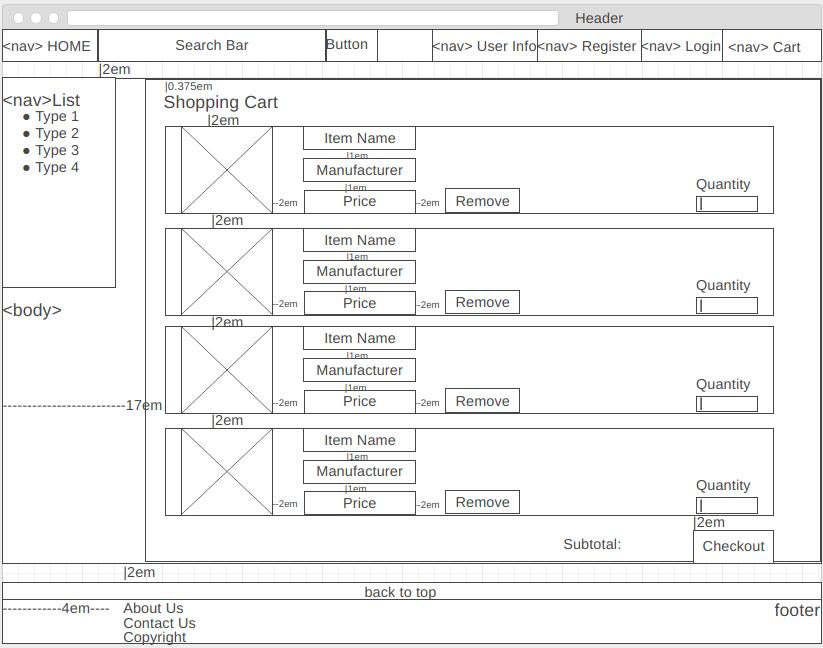 Header
<nav> HOME Search Bar Button <nav> User Info <nav> Register <nav> Login <nav> Cart
|2em
|0.375em
<nav>List Shopping Cart
● Type 1
● Type 2
● Type 3
● Type 4
|2em
Item Name
|1em
Manufacturer
|1em
--2em Price --2em Remove
Quantity
|2em
Item Name
|1em
Manufacturer
|1em
--2em Price --2em Remove
Quantity
<body>
|2em
Item Name
|1em
Manufacturer
|1em
--2em Price --2em Remove
Quantity
-------------------------17em
|2em
Item Name
|1em
Manufacturer
|1em
--2em Price --2em Remove
Quantity
|2em
Subtotal: Checkout
|2em
back to top
------------4em---- About Us footer
Contact Us
Copyright